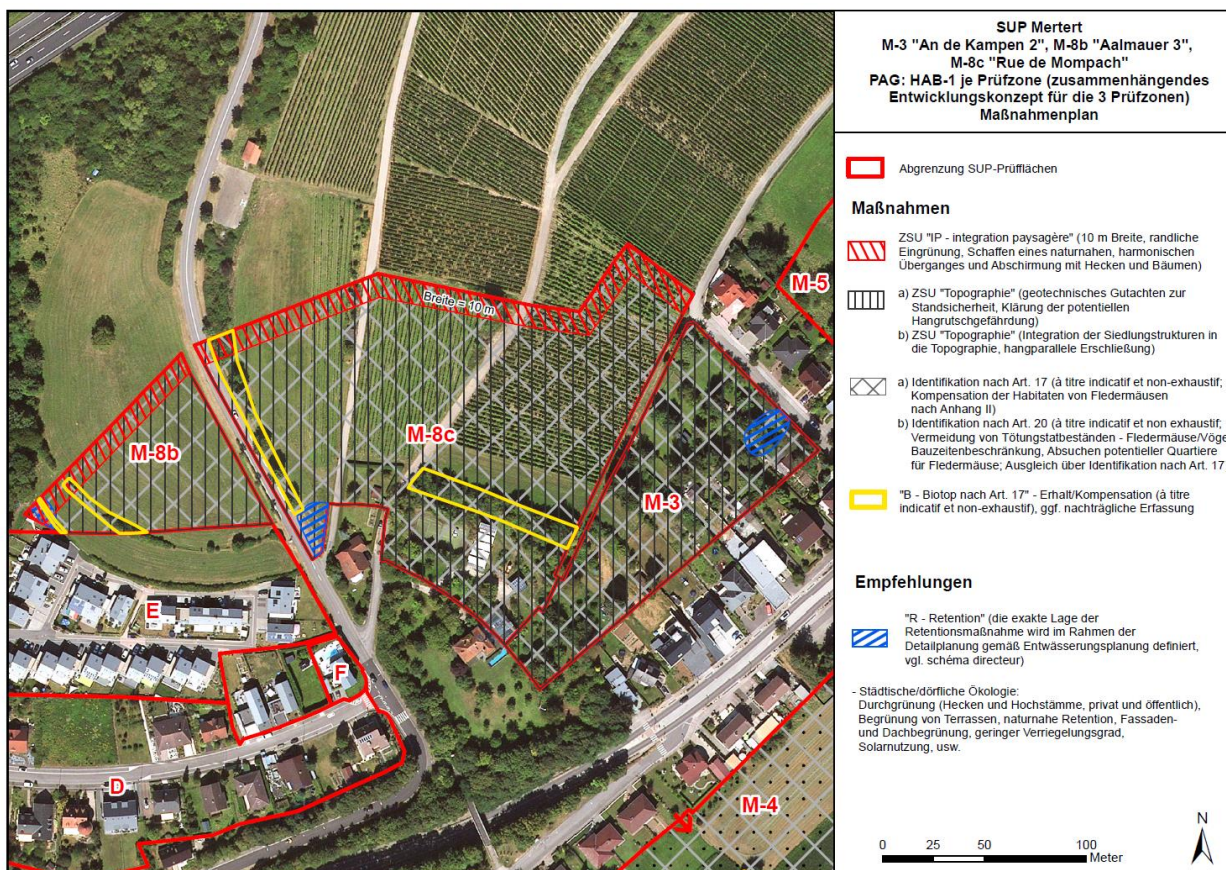 SUP Mertert
M-3 "An de Kampen 2", M-8b "Aalmauer 3",
M-8c "Rue de Mompach"
PAG: HAB-1 je Prüfzone (zusammenhängendes
Entwicklungskonzept für die 3 Prüfzonen)
Maßnahmenplan
Abgrenzung SUP-Prüfflächen
Maßnahmen
ZSU "IP - integration paysagère" (10 m Breite, randliche
Eingrünung, Schaffen eines naturnahen, harmonischen
Überganges und Abschirmung mit Hecken und Bäumen)
a) ZSU "Topographie" (geotechnisches Gutachten zur
Standsicherheit, Klärung der potentiellen
Hangrutschgefährdung)
b) ZSU "Topographie" (Integration der Siedlungstrukturen in
die Topographie, hangparallele Erschließung)
a) Identifikation nach Art. 17 (à titre indicatif et non-exhaustif;
Kompensation der Habitaten von Fledermäusen
nach Anhang II)
b) Identifikation nach Art. 20 (à titre indicatif et non exhaustif;
Vermeidung von Tötungstatbeständen - Fledermäuse/Vöge
Bauzeitenbeschränkung, Absuchen potentieller Quartiere
für Fledermäuse; Ausgleich über Identifikation nach Art. 17
"B - Biotop nach Art. 17" - Erhalt/Kompensation (à titre
indicatif et non-exhaustif), ggf. nachträgliche Erfassung
Empfehlungen
"R - Retention" (die exakte Lage der
Retentionsmaßnahme wird im Rahmen der
Detailplanung gemäß Entwässerungsplanung definiert,
vgl. schéma directeur)
- Städtische/dörfliche Ökologie:
Durchgrünung (Hecken und Hochstämme, privat und öffentlich),
Begrünung von Terrassen, naturnahe Retention, Fassaden-
und Dachbegrünung, geringer Verriegelungsgrad,
Solarnutzung, usw.
N
0 25 50 100
Meter
M-5
Breite = 10 m
M-8b
M-8c
M-3
E
F
D
M-4